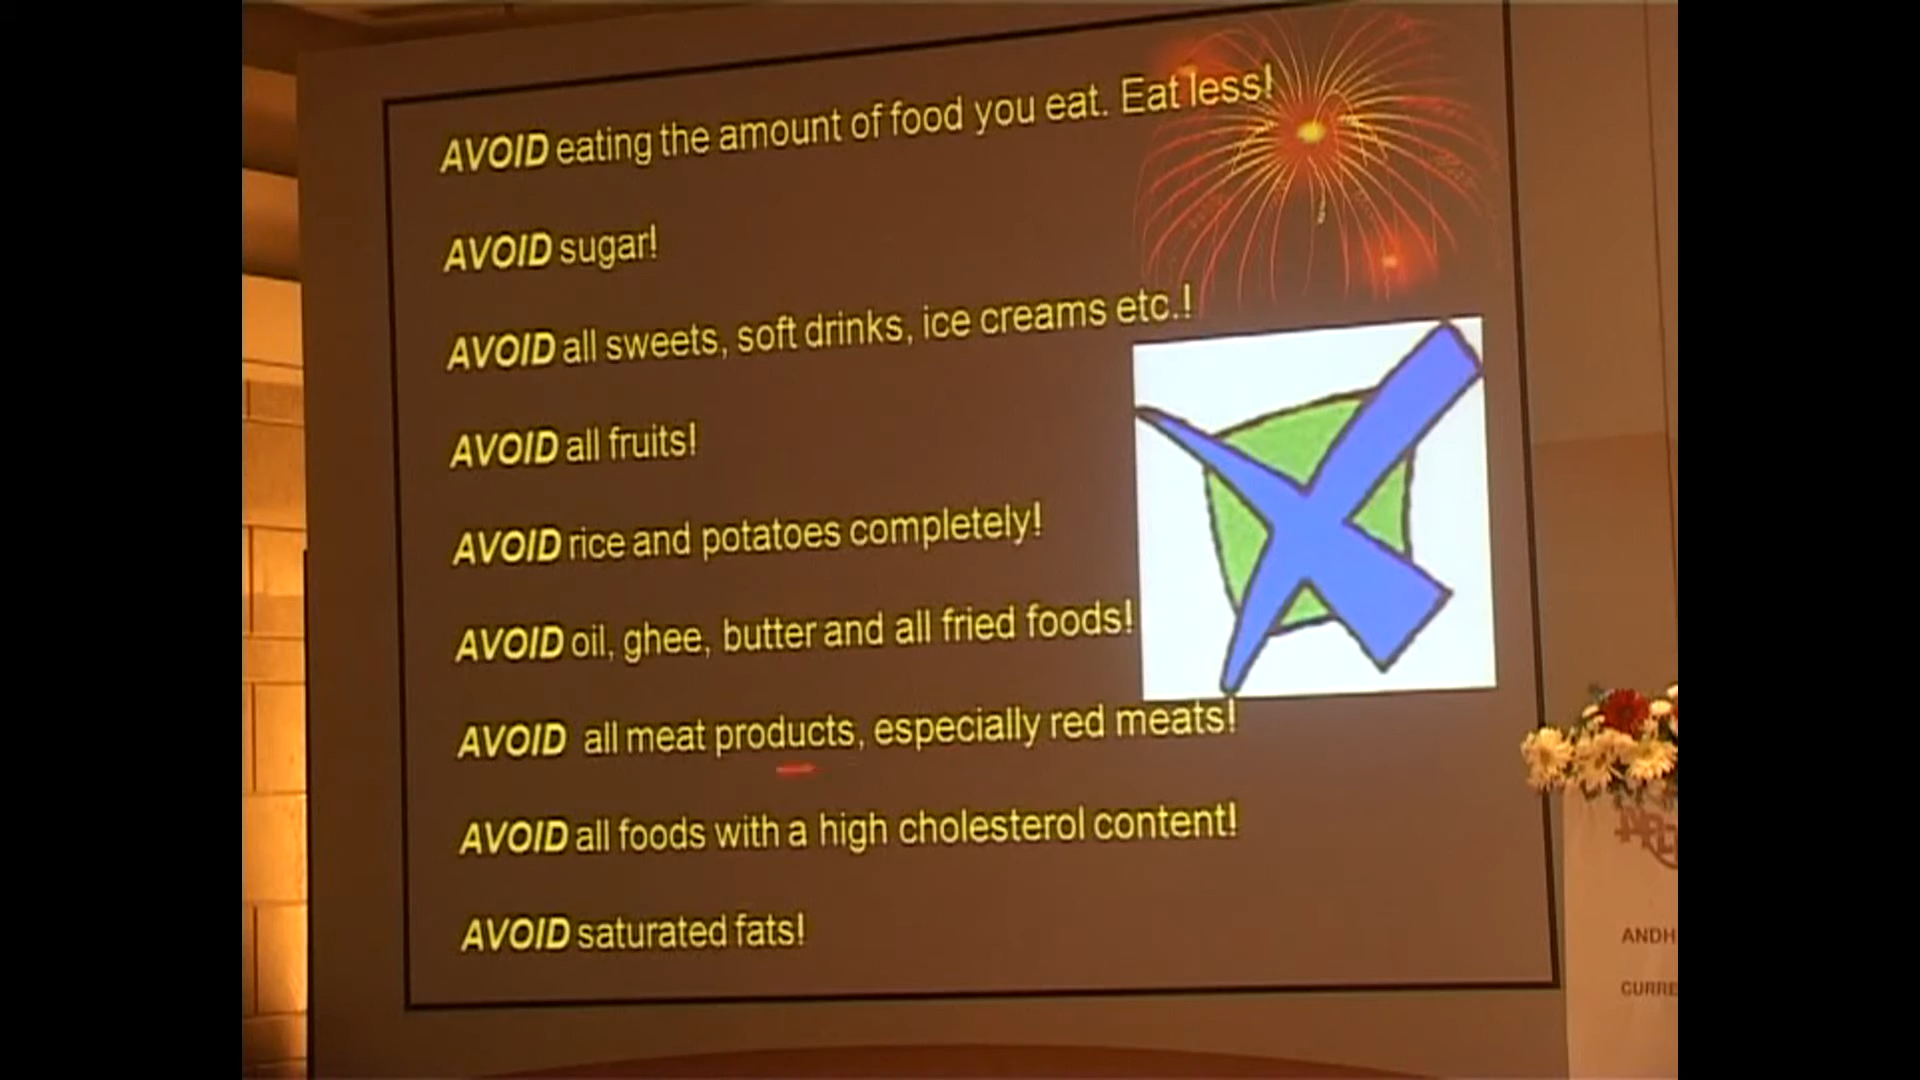 AVOID eating the amount of food you eat. Eat less!
AVOID sugar!
AVOID all sweets, soft drinks, ice creams etc.!
AVOID all fruits!
AVOID rice and potatoes completely!
AVOID oil, ghee, butter and all fried foods!
AVOID all meat products, especially red meats!
AVOID all foods with a high cholesterol content!
AVOID saturated fats!
ANDH
CURRE